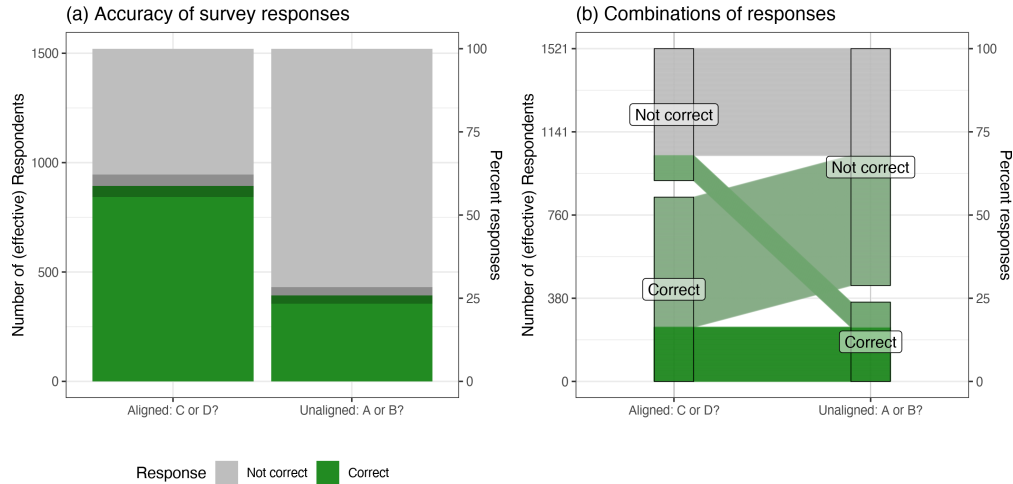 (a) Accuracy of survey responses
Number of (effective) Respondents
1500
1000
500
0
100
75
50
25
0
Percent responses
Aligned: C or D?
Unaligned: A or B?
Response
Not correct
Correct
(b) Combinations of responses
Number of (effective) Respondents
1521
1141
760
380
0
Not correct
Correct
Not correct
Correct
100
75
50
25
0
Percent responses
Aligned: C or D?
Unaligned: A or B?